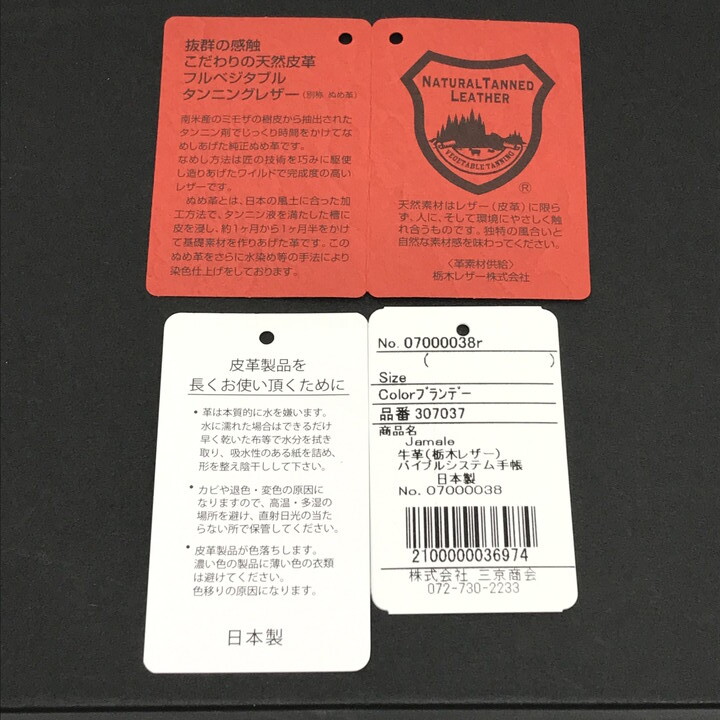 抜群の感触
こだわりの天然皮革
フルベジタブル
タンニングレザー（別称 ぬめ革）
南米産のミモザの樹皮から抽出された
タンニン剤でじっくり時間をかけてな
めしあげた純正ぬめ革です。
なめし方法は匠の技術を巧みに駆使
し造りあげたワイルドで完成度の高い
レザーです。
ぬめ革とは、日本の風土に合った加
工方法で、タンニン液を満たした槽に
皮を浸し、約1ヶ月から1ヶ月半をかけ
て基礎素材を作りあげた革です。この
ぬめ革をさらに水染め等の手法により
染色仕上げをしております。
NATURAL TANNED
LEATHER
VEGETABLE TANNING
®
天然素材はレザー（皮革）に限ら
ず、人に、そして環境にやさしく触
れ合うものです。独特の風合いと
自然な素材感を味わってください。
〈革素材供給〉
栃木レザー株式会社
皮革製品を
長くお使い頂くために
• 革は本質的に水を嫌います。
水に濡れた場合はできるだけ
早く乾いた布等で水分を拭き
取り、吸水性のある紙を詰め、
形を整え陰干しして下さい。
• カビや退色・変色の原因に
なりますので、高温・多湿の
場所を避け、直射日光の当た
らない所で保管してください。
• 皮革製品が色落ちします。
濃い色の製品に薄い色の衣類
は避けてください。
色移りの原因になります。
日本製
No. 07000038r
( )
Size
Colorﾌﾞランデー
品番 307037
商品名
Jamale
牛革(栃木レザー)
バイブルシステム手帳
日本製
No. 07000038
2100000036974
株式会社 三京商会
072-730-2233